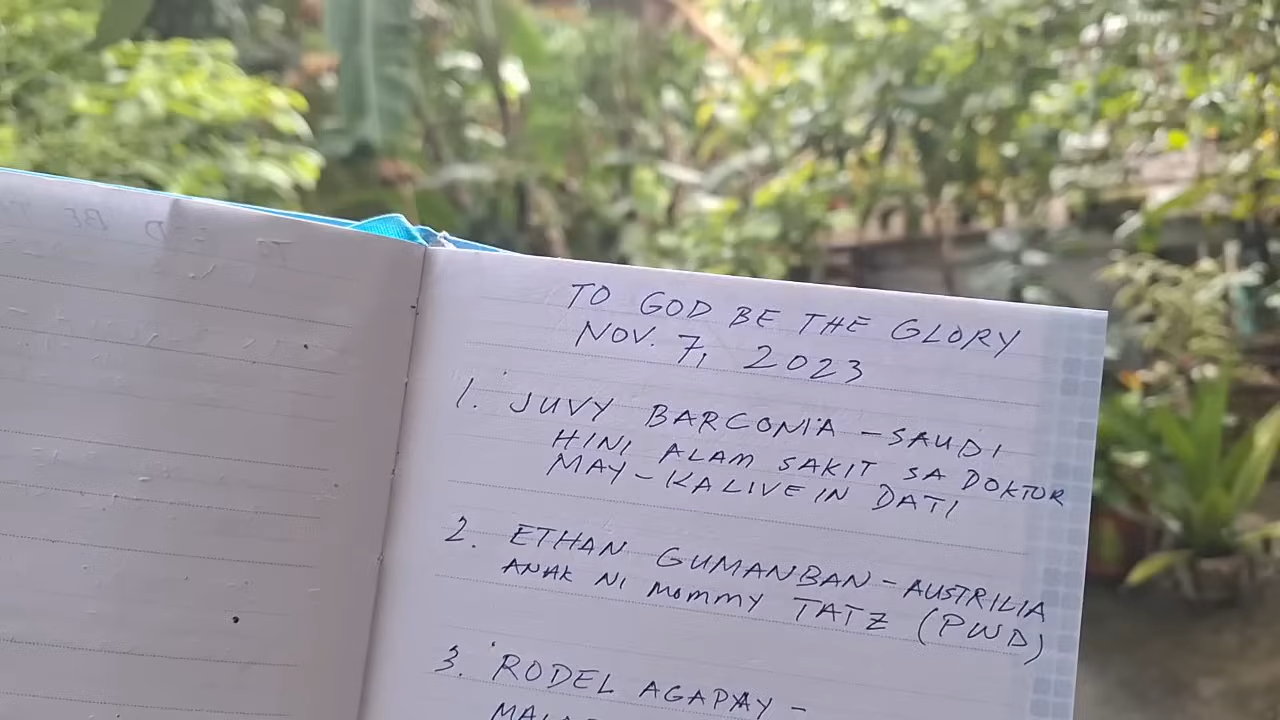 TO GOD BE THE GLORY
NOV. 7, 2023
1. JUVY BARCONIA - SAUDI
HINI ALAM SAKIT SA DOKTOR
MAY - KALIVE IN DATI
2. ETHAN GUMANBAN - AUSTRILIA
ANAK NI MOMMY TATZ (PWD)
3. RODEL AGAPAY -